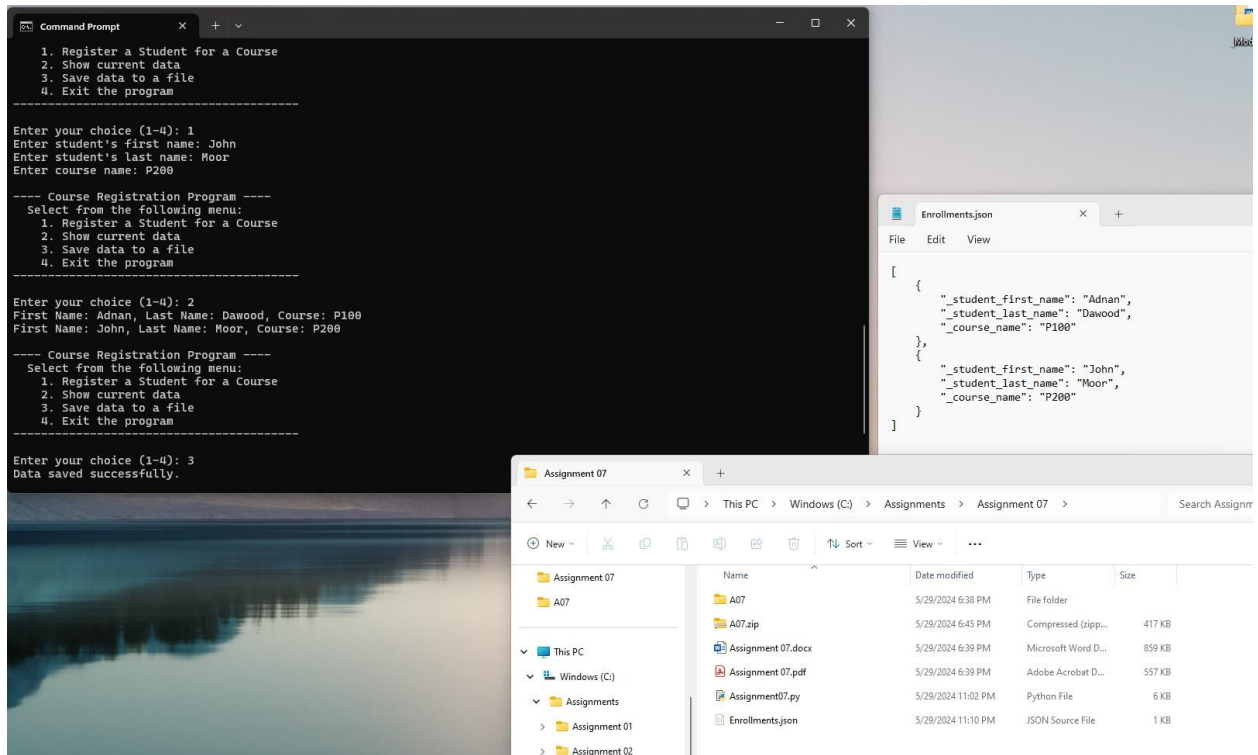 Command Prompt
1. Register a Student for a Course
2. Show current data
3. Save data to a file
4. Exit the program
-----------------------------------------
Enter your choice (1-4): 1
Enter student's first name: John
Enter student's last name: Moor
Enter course name: P200
---- Course Registration Program ----
Select from the following menu:
1. Register a Student for a Course
2. Show current data
3. Save data to a file
4. Exit the program
-----------------------------------------
Enter your choice (1-4): 2
First Name: Adnan, Last Name: Dawood, Course: P100
First Name: John, Last Name: Moor, Course: P200
---- Course Registration Program ----
Select from the following menu:
1. Register a Student for a Course
2. Show current data
3. Save data to a file
4. Exit the program
-----------------------------------------
Enter your choice (1-4): 3
Data saved successfully.
Enrollments.json
File Edit View
[
{
"_student_first_name": "Adnan",
"_student_last_name": "Dawood",
"_course_name": "P100"
},
{
"_student_first_name": "John",
"_student_last_name": "Moor",
"_course_name": "P200"
}
]
Assignment 07
This PC > Windows (C:) > Assignments > Assignment 07 >
Search Assignm
New Sort View ...
Assignment 07
A07
This PC
Windows (C:)
Assignments
Assignment 01
Assignment 02
Name Date modified Type Size
A07 5/29/2024 6:38 PM File folder
A07.zip 5/29/2024 6:45 PM Compressed (zipp... 417 KB
Assignment 07.docx 5/29/2024 6:39 PM Microsoft Word D... 859 KB
Assignment 07.pdf 5/29/2024 6:39 PM Adobe Acrobat D... 557 KB
Assignment07.py 5/29/2024 11:02 PM Python File 6 KB
Enrollments.json 5/29/2024 11:10 PM JSON Source File 1 KB